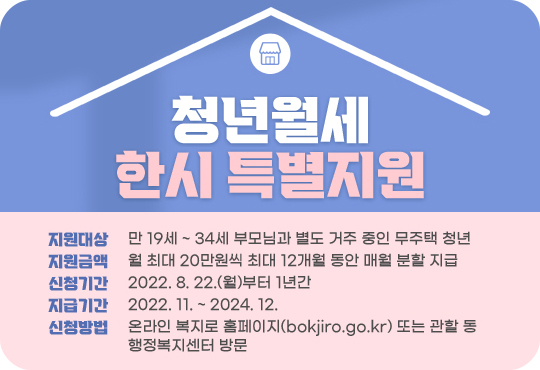 청년월세
한시 특별지원
지원대상 만 19세 ~ 34세 부모님과 별도 거주 중인 무주택 청년
지원금액 월 최대 20만원씩 최대 12개월 동안 매월 분할 지급
신청기간 2022. 8. 22.(월)부터 1년간
지급기간 2022. 11. ~ 2024. 12.
신청방법 온라인 복지로 홈페이지(bokjiro.go.kr) 또는 관할 동
행정복지센터 방문